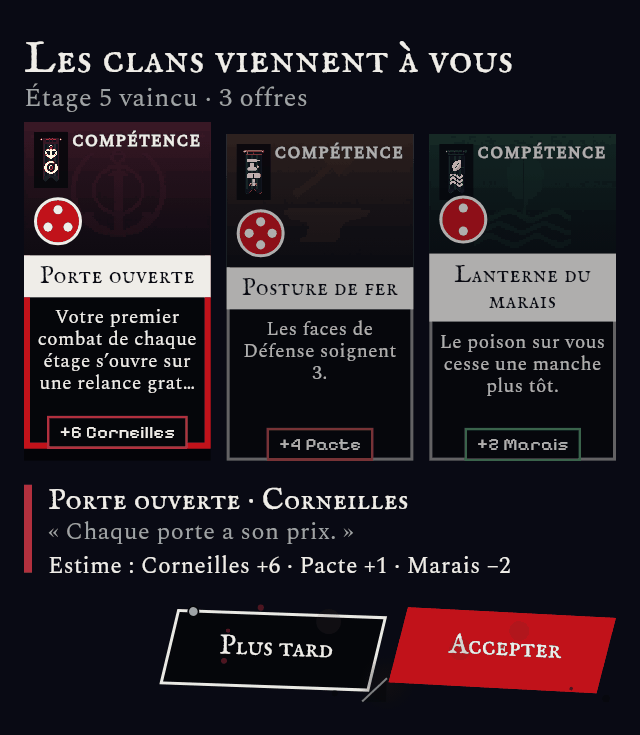 Les clans viennent à vous
Étage 5 vaincu · 3 offres
COMPÉTENCE
Porte ouverte
Votre premier
combat de chaque
étage s'ouvre sur
une relance grat…
+6 Corneilles
COMPÉTENCE
Posture de fer
Les faces de
Défense soignent
3.
+4 Pacte
COMPÉTENCE
Lanterne du
marais
Le poison sur vous
cesse une manche
plus tôt.
+2 Marais
Porte ouverte · Corneilles
« Chaque porte a son prix. »
Estime : Corneilles +6 · Pacte +1 · Marais −2
Plus tard
Accepter